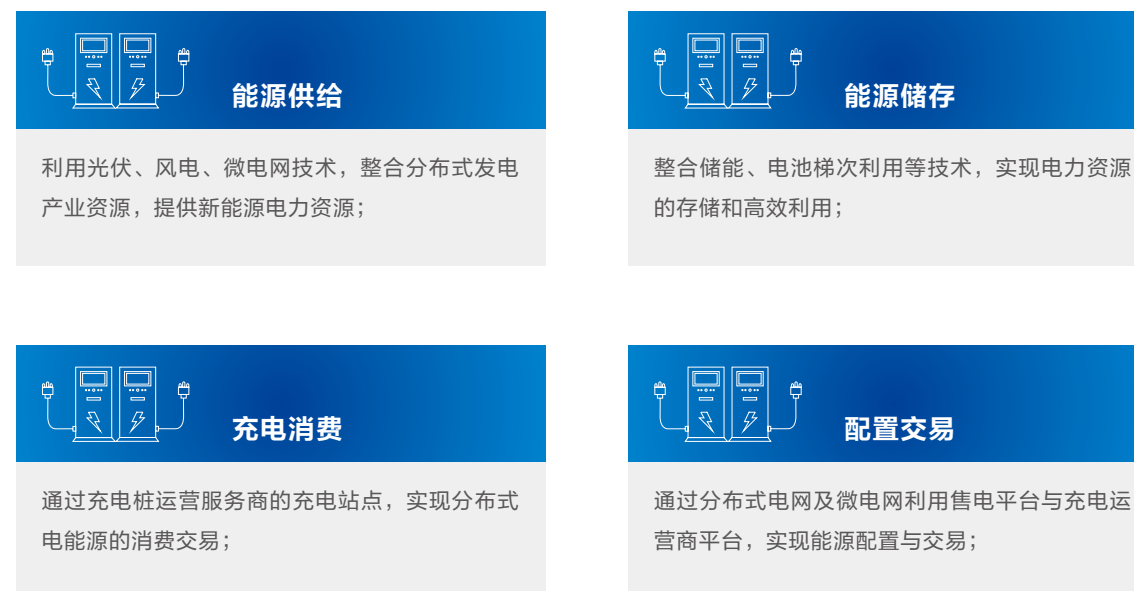 能源供给
利用光伏、风电、微电网技术，整合分布式发电
产业资源，提供新能源电力资源；
能源储存
整合储能、电池梯次利用等技术，实现电力资源
的存储和高效利用；
充电消费
通过充电桩运营服务商的充电站点，实现分布式
电能源的消费交易；
配置交易
通过分布式电网及微电网利用售电平台与充电运
营商平台，实现能源配置与交易；